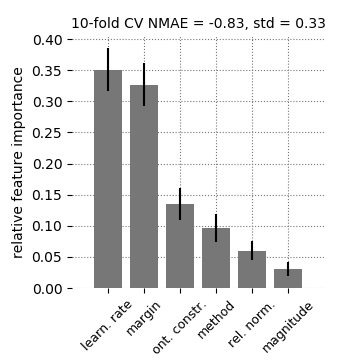 10-fold CV NMAE = -0.83, std = 0.33
relative feature importance
0.40
0.35
0.30
0.25
0.20
0.15
0.10
0.05
0.00
learn. rate
margin
ont. constr.
method
rel. norm.
magnitude